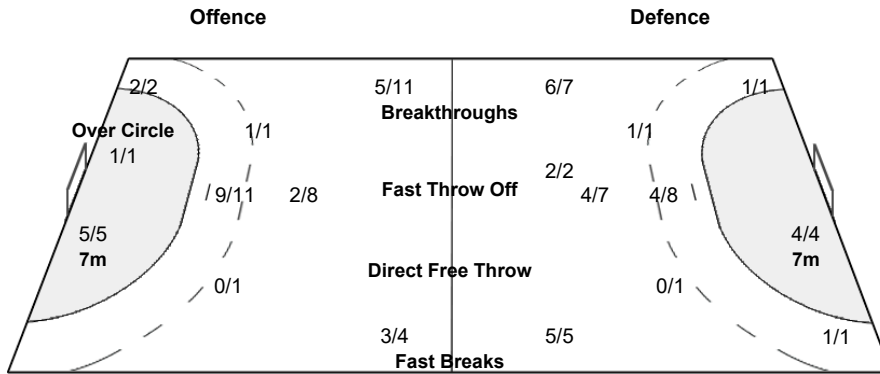 Offence Defence
2/2 5/11 6/7 1/1
Breakthroughs
Over Circle 1/1 1/1
1/1
2/2
9/11 2/8 Fast Throw Off 4/7 4/8
5/5 4/4
7m 7m
Direct Free Throw
0/1 0/1
3/4 5/5 1/1
Fast Breaks